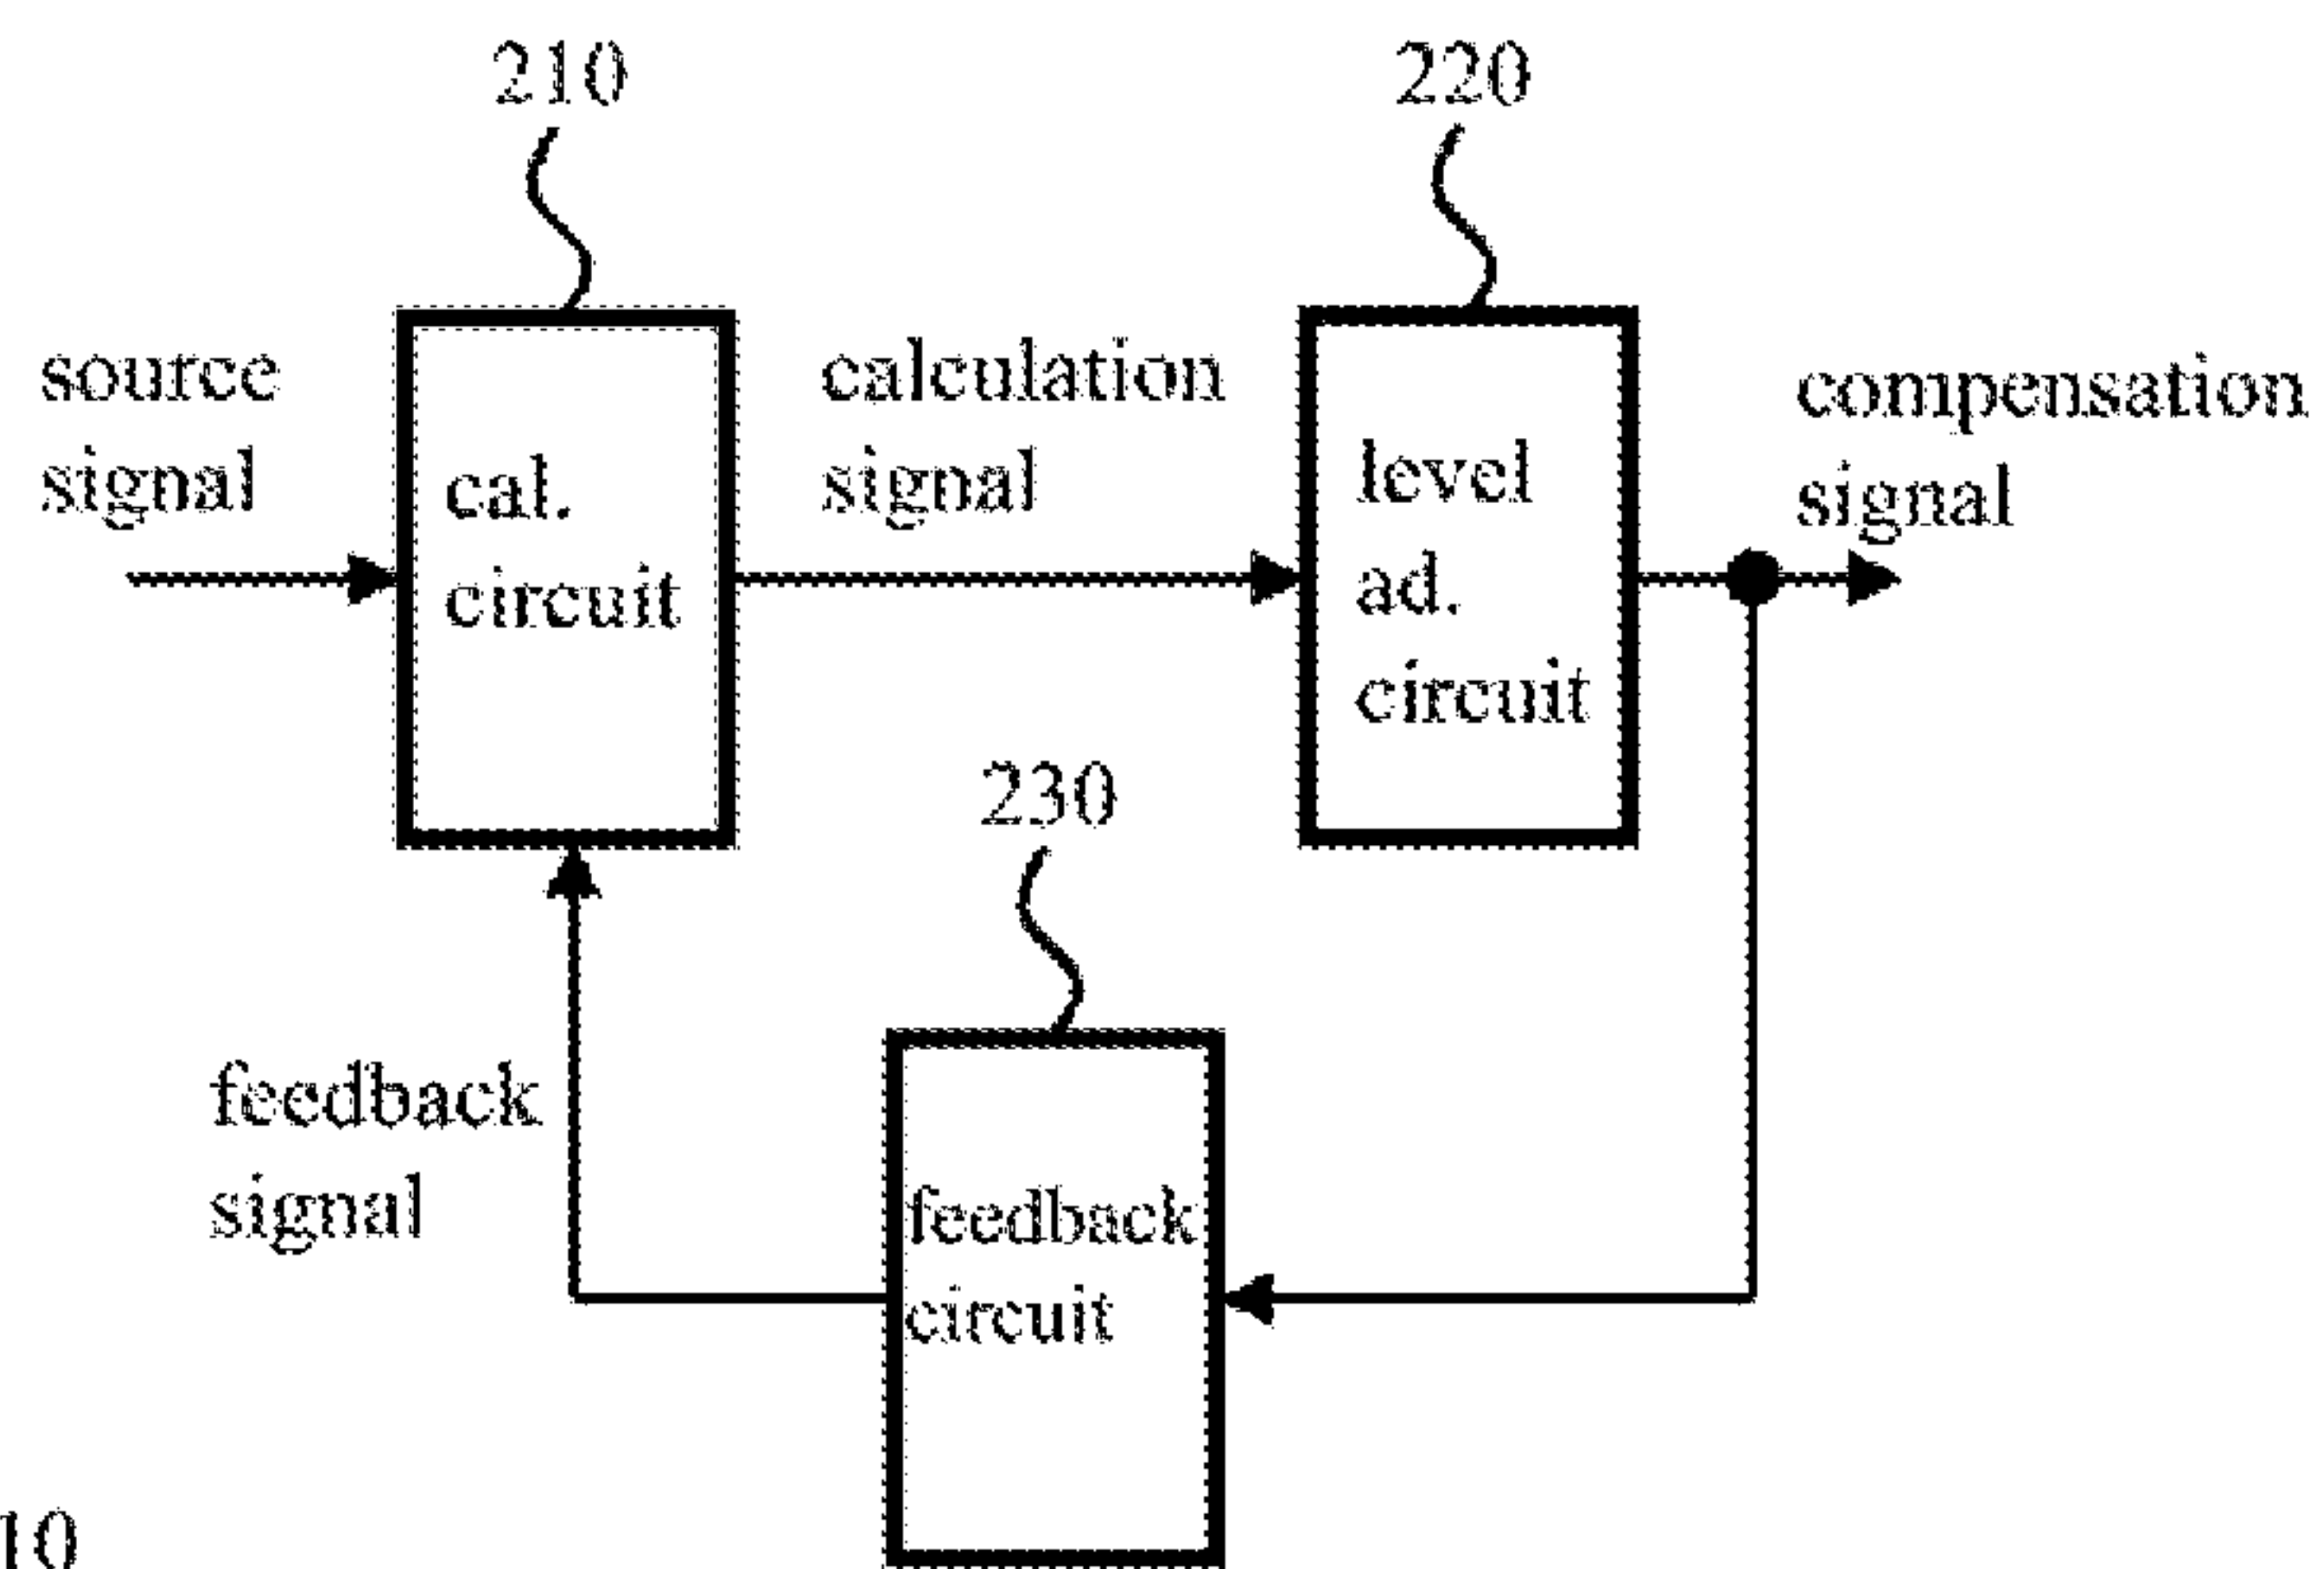 210
220
source
signal
cal.
circuit
calculation
signal
level
ad.
circuit
compensation
signal
230
feedback
signal
feedback
circuit
10